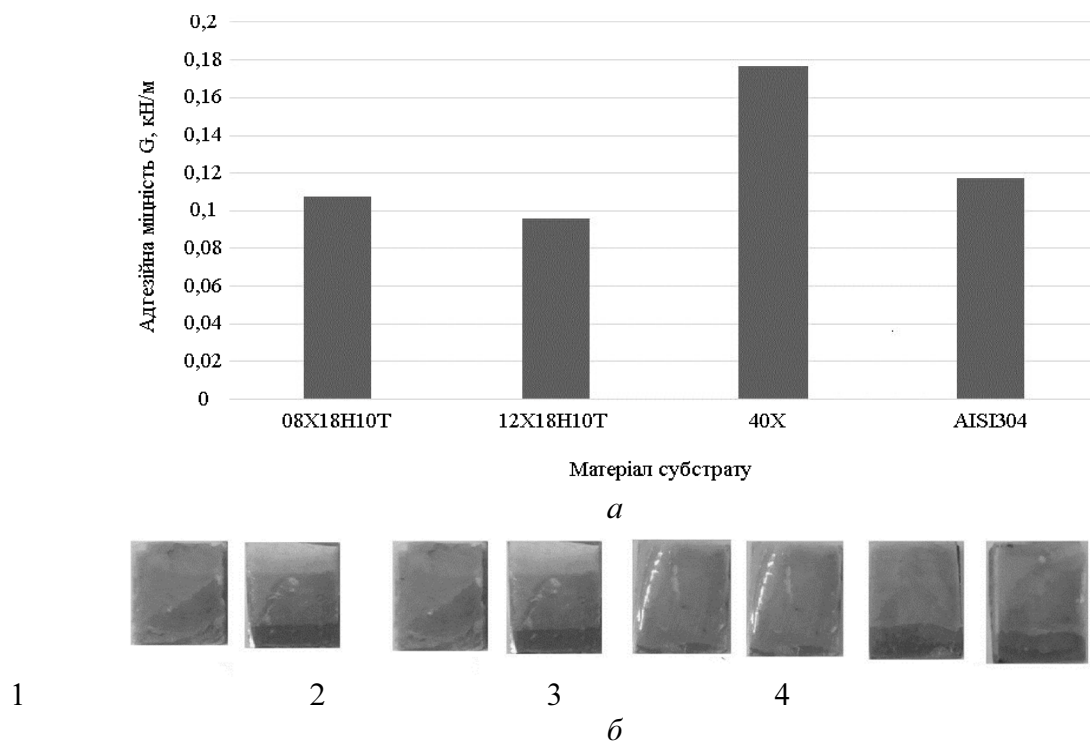 Адгезійна міцність G, кН/м
0,2
0,18
0,16
0,14
0,12
0,1
0,08
0,06
0,04
0,02
0
08Х18Н10Т 12Х18Н10Т 40Х AISI304
Матеріал субстрату
а
1 2 3 4
б